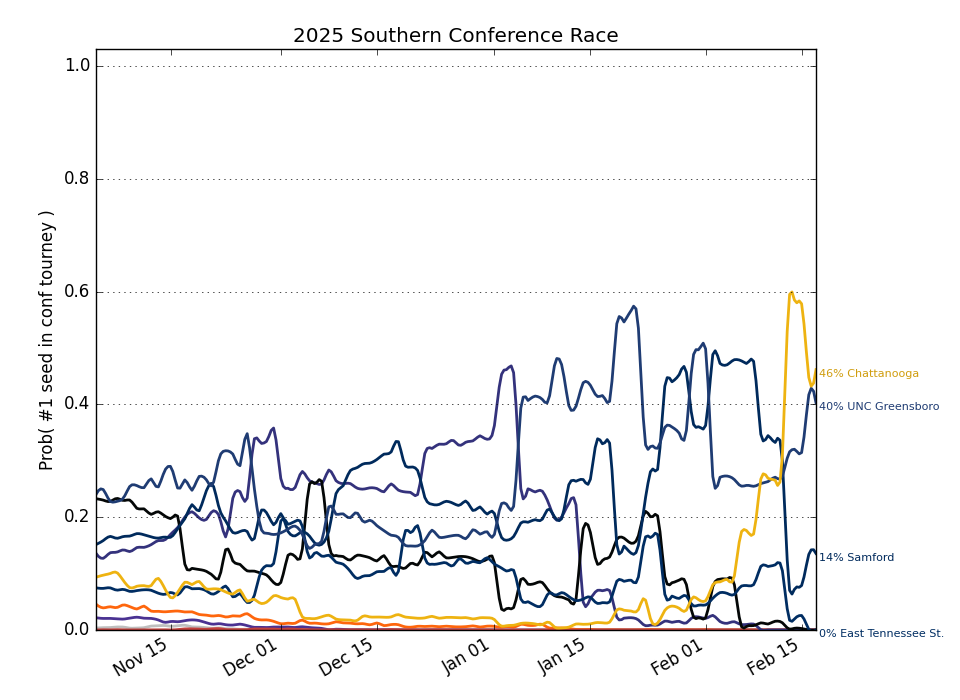 2025 Southern Conference Race
Prob( #1 seed in conf tourney )
1.0
0.8
0.6
0.4
0.2
0.0
46% Chattanooga
40% UNC Greensboro
14% Samford
0% East Tennessee St.
Nov 15
Dec 01
Dec 15
Jan 01
Jan 15
Feb 01
Feb 15